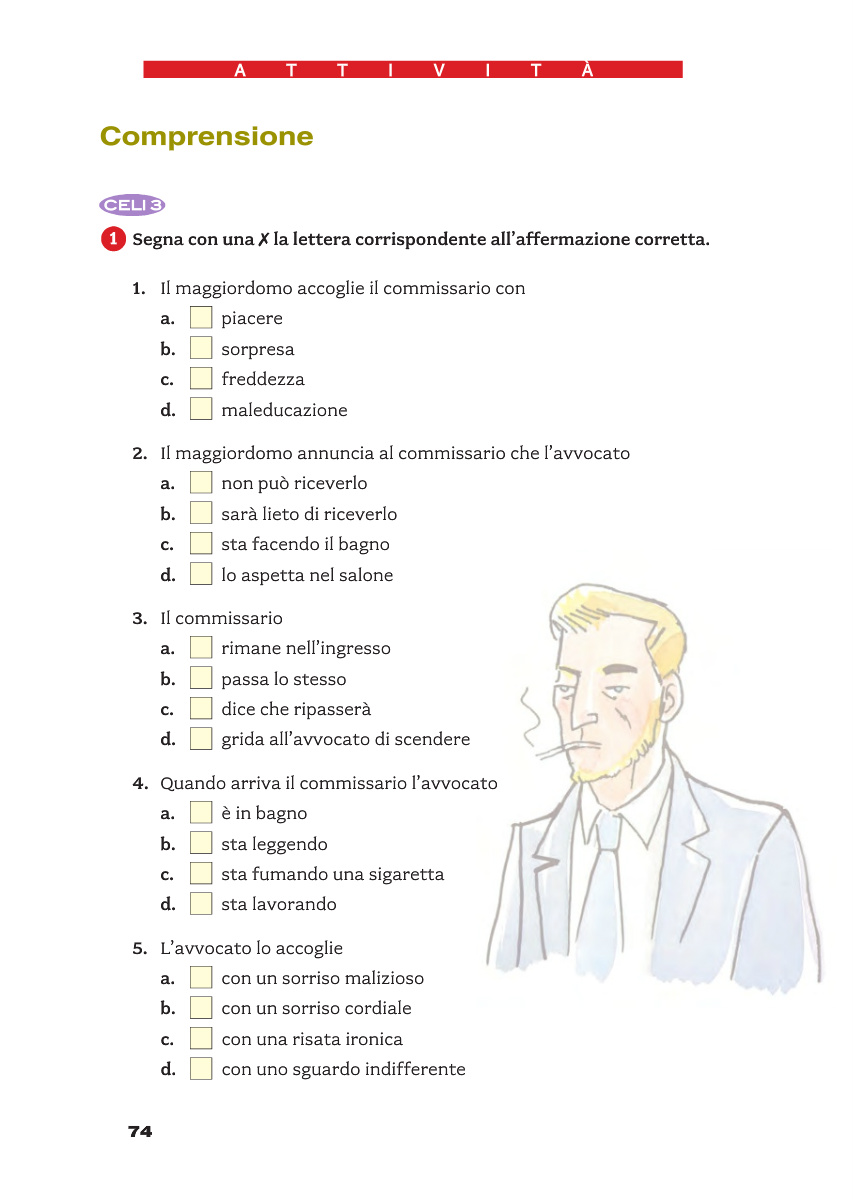 A T T I V I T À
Comprensione
CELI 3
1 Segna con una ✗ la lettera corrispondente all'affermazione corretta.
1. Il maggiordomo accoglie il commissario con
a. piacere
b. sorpresa
c. freddezza
d. maleducazione
2. Il maggiordomo annuncia al commissario che l'avvocato
a. non può riceverlo
b. sarà lieto di riceverlo
c. sta facendo il bagno
d. lo aspetta nel salone
3. Il commissario
a. rimane nell'ingresso
b. passa lo stesso
c. dice che ripasserà
d. grida all'avvocato di scendere
4. Quando arriva il commissario l'avvocato
a. è in bagno
b. sta leggendo
c. sta fumando una sigaretta
d. sta lavorando
5. L'avvocato lo accoglie
a. con un sorriso malizioso
b. con un sorriso cordiale
c. con una risata ironica
d. con uno sguardo indifferente
74